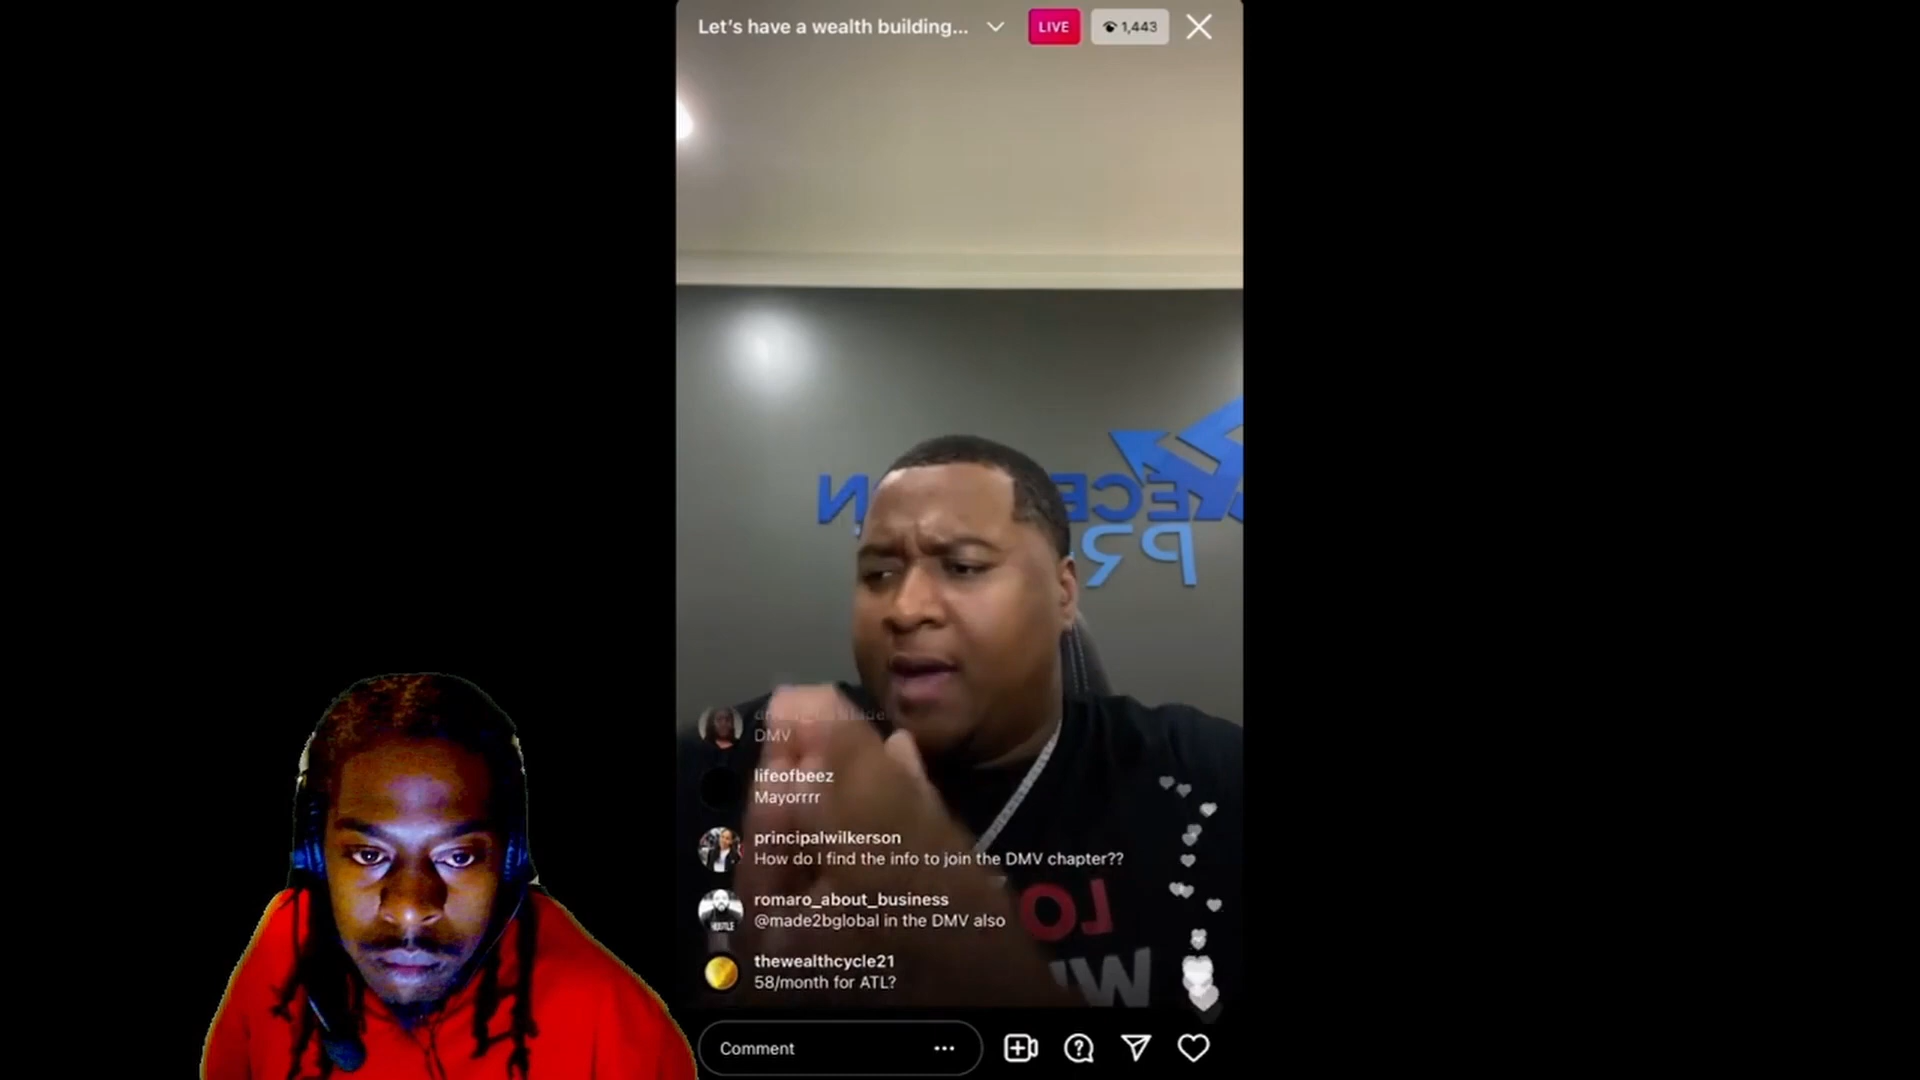 Let's have a wealth building...
LIVE
1,443
DMV
lifeofbeez
Mayorrrr
principalwilkerson
How do I find the info to join the DMV chapter??
romaro_about_business
@made2bglobal in the DMV also
thewealthcycle21
58/month for ATL?
Comment